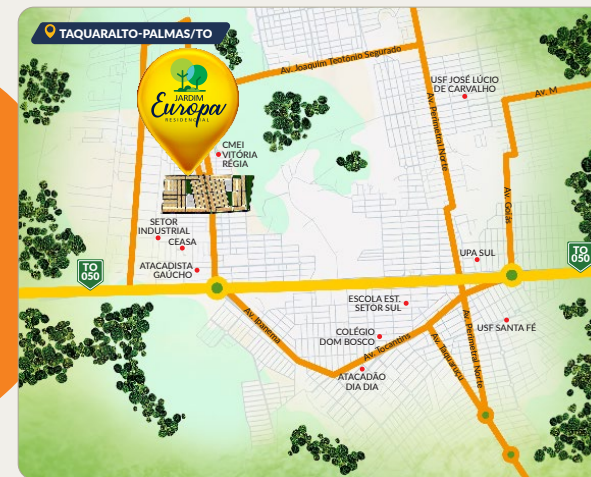 TAQUARALTO-PALMAS/TO
JARDIM
Europa
RESIDENCIAL
Av. Joaquim Teotônio Segurado
USF JOSÉ LÚCIO
DE CARVALHO
Av. M
Av. Perimetral Norte
CMEI
VITÓRIA
RÉGIA
Av. Goiás
SETOR
INDUSTRIAL
CEASA
ATACADISTA
GAÚCHO
UPA SUL
TO
050
TO
050
ESCOLA EST.
SETOR SUL
Av. Ipanema
COLÉGIO
DOM BOSCO
USF SANTA FÉ
Av. Tocantins
Av. Taquaruçu
Av. Perimetral Norte
ATACADÃO
DIA DIA